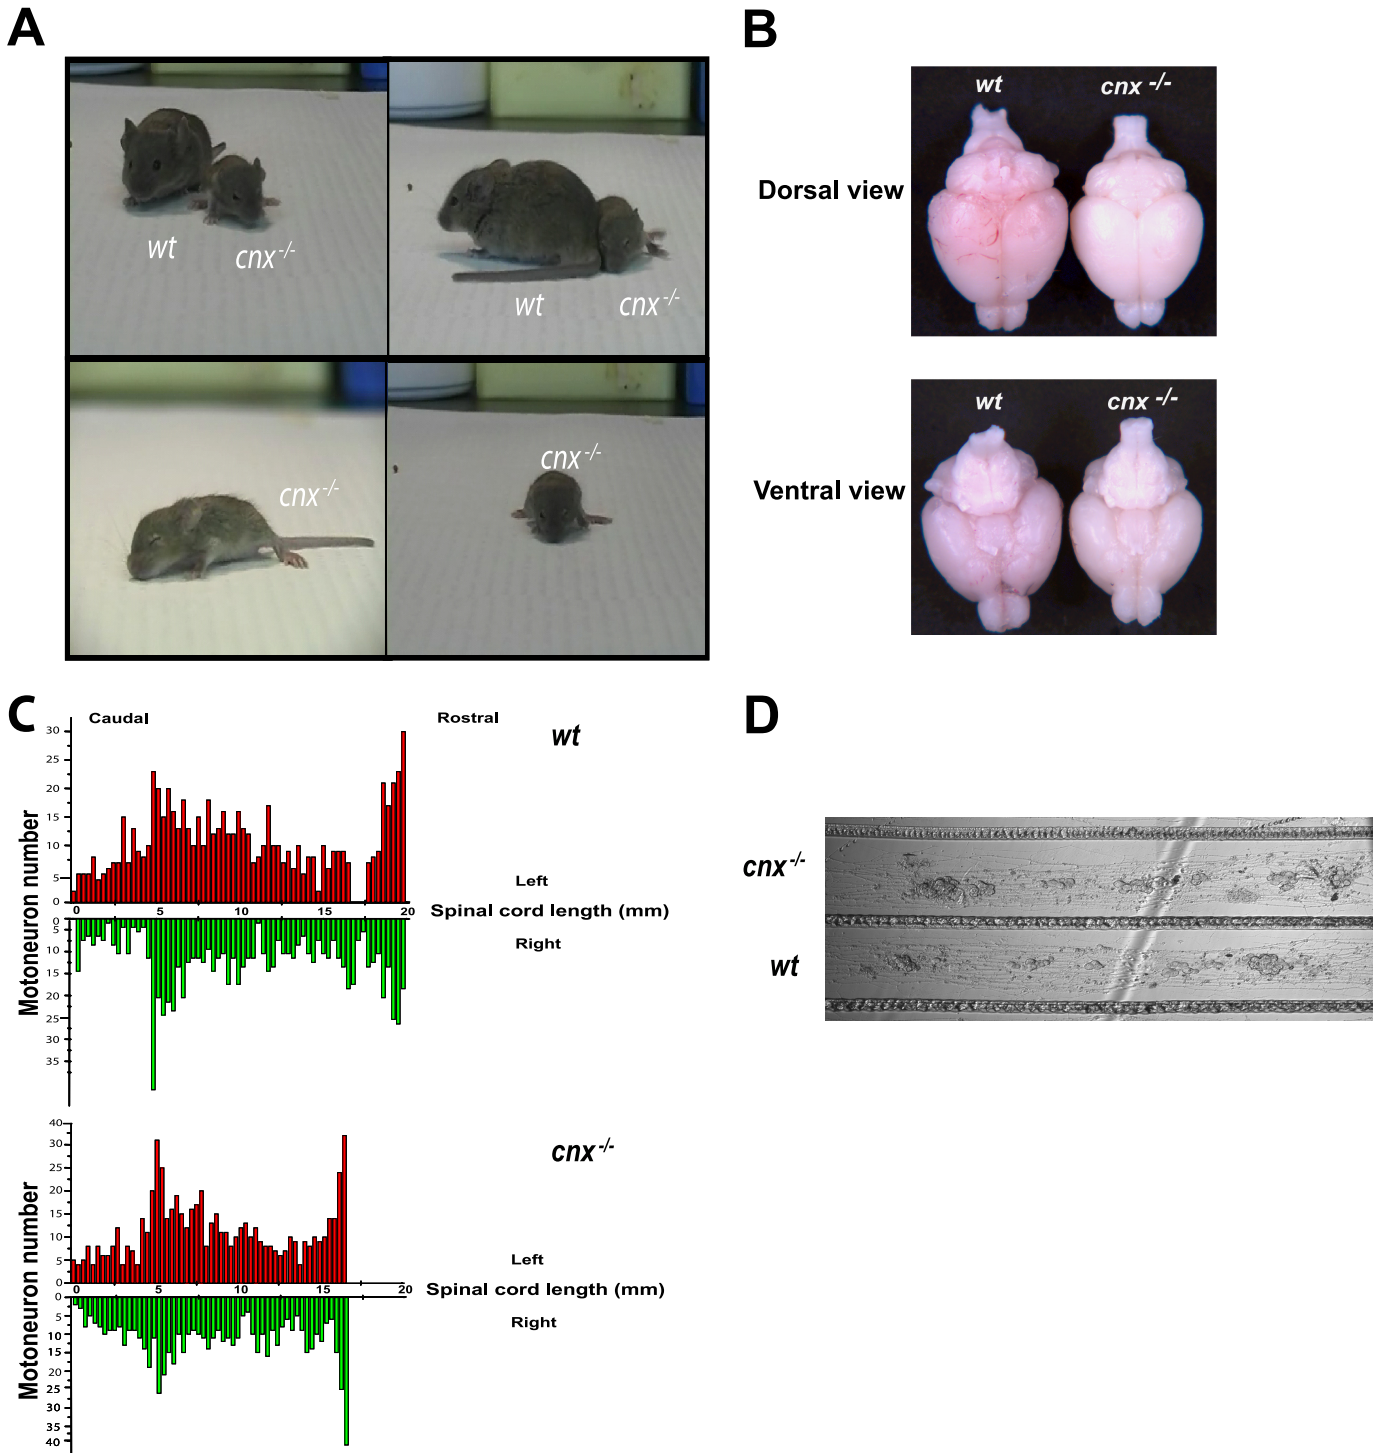 A
wt
cnx-/-
wt
cnx-/-
cnx-/-
cnx-/-
B
wt
cnx -/-
Dorsal view
wt
cnx -/-
Ventral view
C
Caudal
Rostral
wt
Motoneuron number
30
25
20
15
10
5
0
Left
0
5
10
15
20
Spinal cord length (mm)
Right
Motoneuron number
0
5
10
15
20
25
30
35
cnx -/-
Motoneuron number
40
30
25
20
15
10
5
0
Left
0
5
10
15
20
Spinal cord length (mm)
Right
Motoneuron number
0
5
10
15
20
25
30
35
40
D
cnx-/-
wt